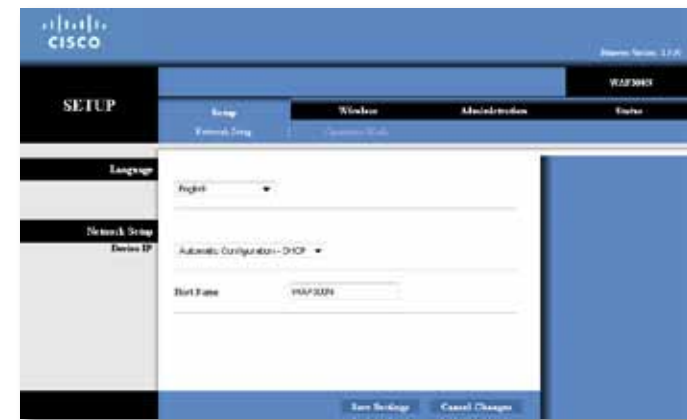 CISCO
WAP300N
SETUP
Setup
Wireless
Administration
Status
Network Setup
Language
English
Network Setup
Device IP
Automatic Configuration - DHCP
Host Name
WAP300N
Save Settings
Cancel Changes